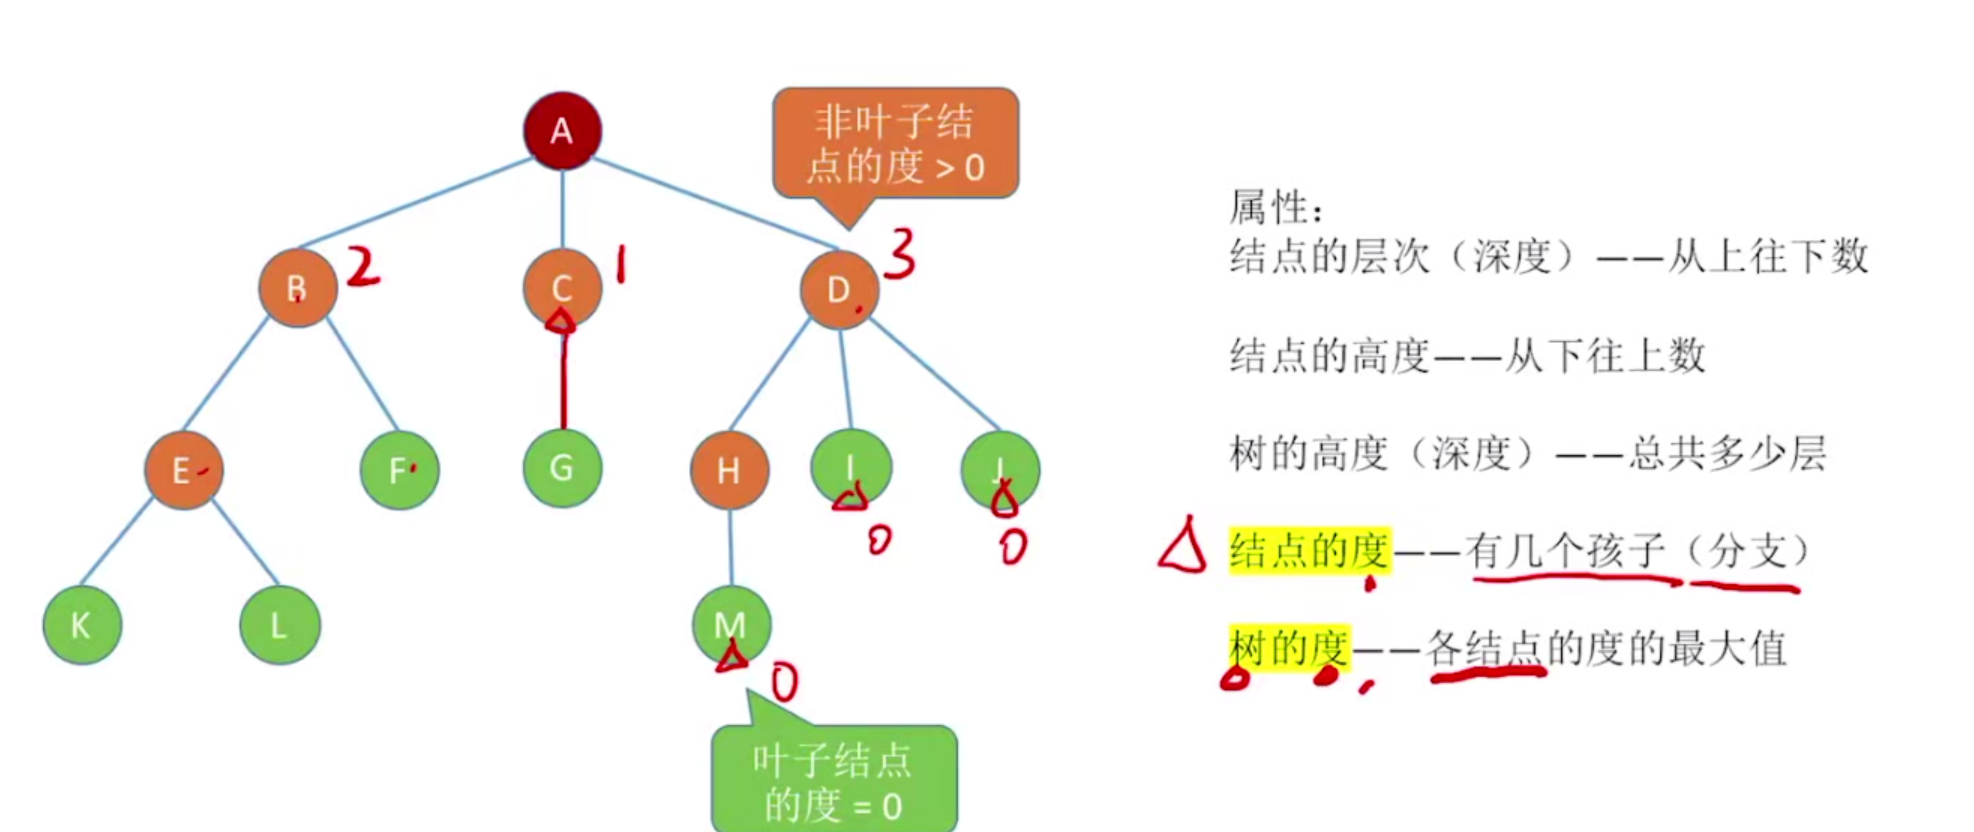 A
非叶子结
点的度 > 0
B
2
C
1
D
3
E
F
G
H
I
0
J
0
K
L
M
0
叶子结点
的度 = 0
属性：
结点的层次（深度）——从上往下数
结点的高度——从下往上数
树的高度（深度）——总共多少层
结点的度——有几个孩子（分支）
树的度——各结点的度的最大值